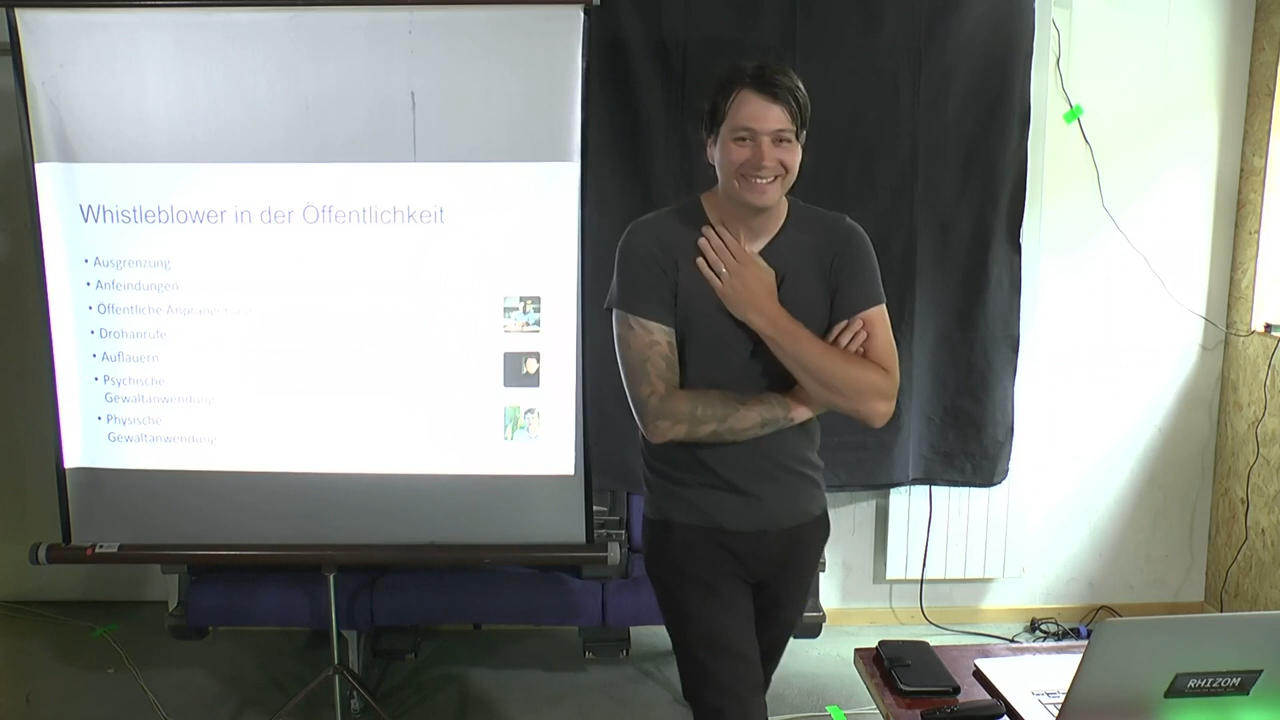 Whistleblower in der Öffentlichkeit
• Ausgrenzung
• Anfeindungen
• Öffentliche
• Drohanrufe
• Auflauern
• Psychische
Gewaltanwendung
• Physische
Gewaltanwendung
RHIZOM